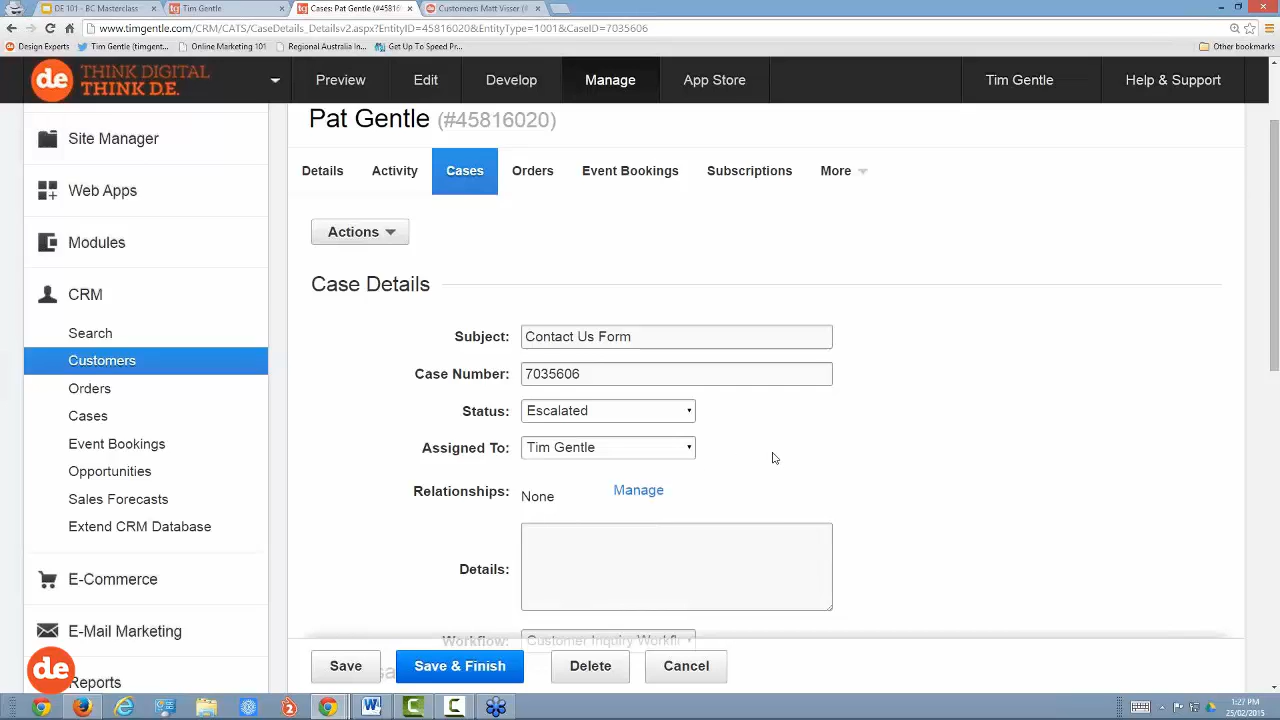 DE 101 - BC Masterclass
Tim Gentle
Cases: Pat Gentle (#4581
Customers Matt Visser (#
www.timgentle.com/CRM/CATS/CaseDetails_Detailsv2.aspx?EntityID=45816020&EntityType=1001&CaseID=7035606
Design Experts
Tim Gentle (timgent...
Online Marketing 101
Regional Australia In...
Get Up To Speed Pr...
Other bookmarks
d.e THINK DIGITAL
THINK D.E.
Preview
Edit
Develop
Manage
App Store
Tim Gentle
Help & Support
Site Manager
Web Apps
Modules
CRM
Search
Customers
Orders
Cases
Event Bookings
Opportunities
Sales Forecasts
Extend CRM Database
E-Commerce
E-Mail Marketing
Reports
d.e
Pat Gentle (#45816020)
Details
Activity
Cases
Orders
Event Bookings
Subscriptions
More
Actions
Case Details
Subject: Contact Us Form
Case Number: 7035606
Status: Escalated
Assigned To: Tim Gentle
Relationships: None Manage
Details:
Workflow: Customer Inquiry Workfl
Save
Save & Finish
Delete
Cancel
1:27 PM
25/02/2015